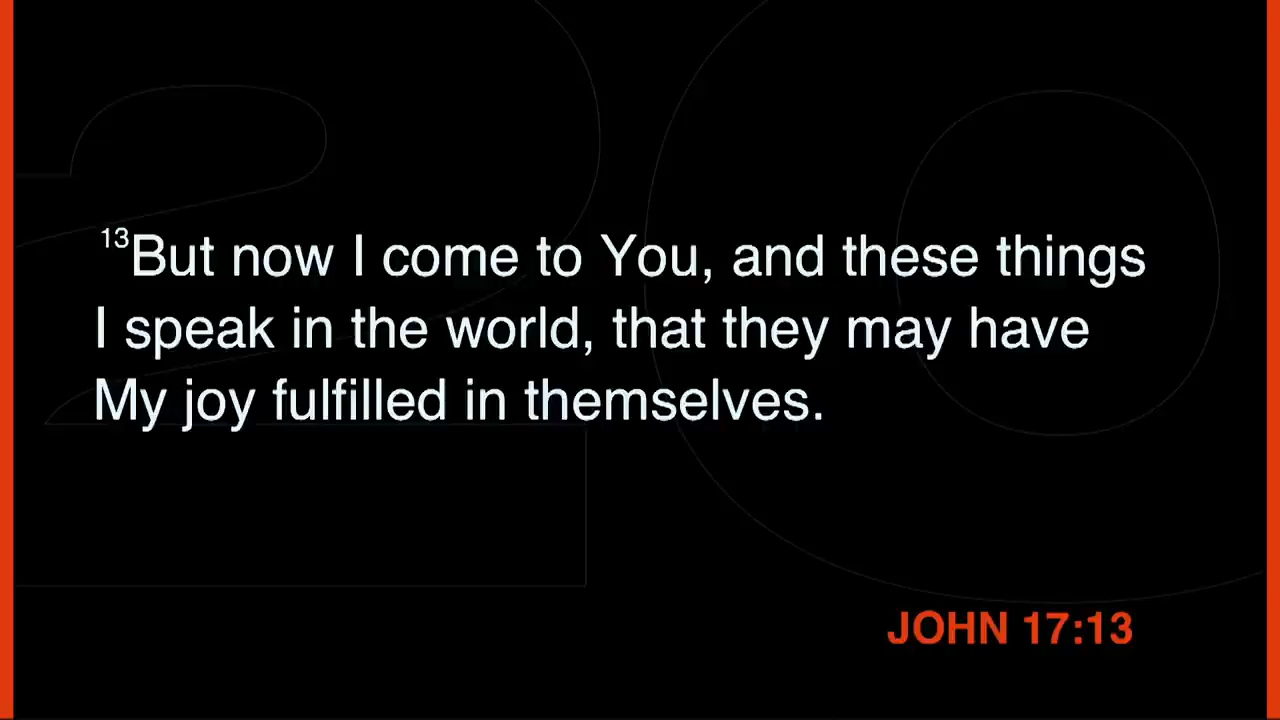 13But now I come to You, and these things
I speak in the world, that they may have
My joy fulfilled in themselves.
JOHN 17:13
20